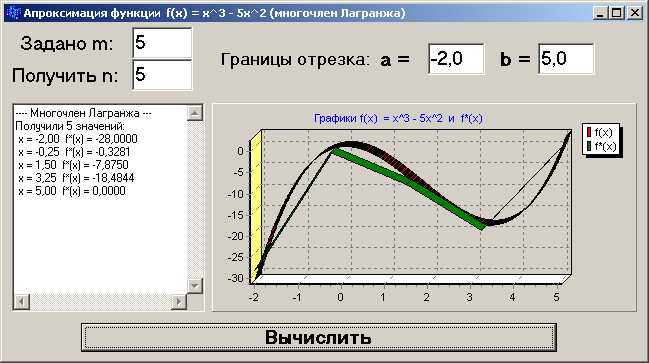 Апроксимация функции f(x) = x^3 - 5x^2 (многочлен Лагранжа)
Задано m: 5
Получить n: 5
Границы отрезка: a = -2,0 b = 5,0
---- Многочлен Лагранжа ---
Получили 5 значений:
x = -2,00 f*(x) = -28,0000
x = -0,25 f*(x) = -0,3281
x = 1,50 f*(x) = -7,8750
x = 3,25 f*(x) = -18,4844
x = 5,00 f*(x) = 0,0000
Графики f(x) = x^3 - 5x^2 и f*(x)
f(x)
f*(x)
0
-5
-10
-15
-20
-25
-30
-2 -1 0 1 2 3 4 5
Вычислить